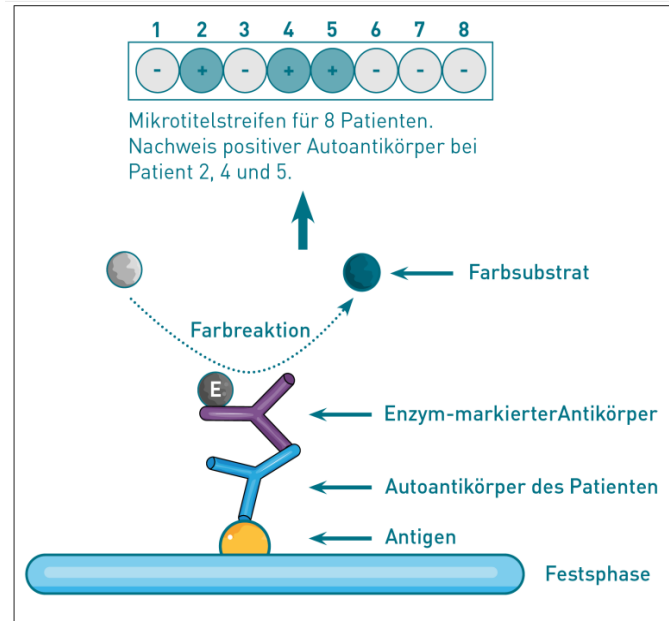 1 2 3 4 5 6 7 8
- + - + + - - -
Mikrotitelstreifen für 8 Patienten.
Nachweis positiver Autoantikörper bei
Patient 2, 4 und 5.
Farbsubstrat
Farbreaktion
E
Enzym-markierterAntikörper
Autoantikörper des Patienten
Antigen
Festsphase